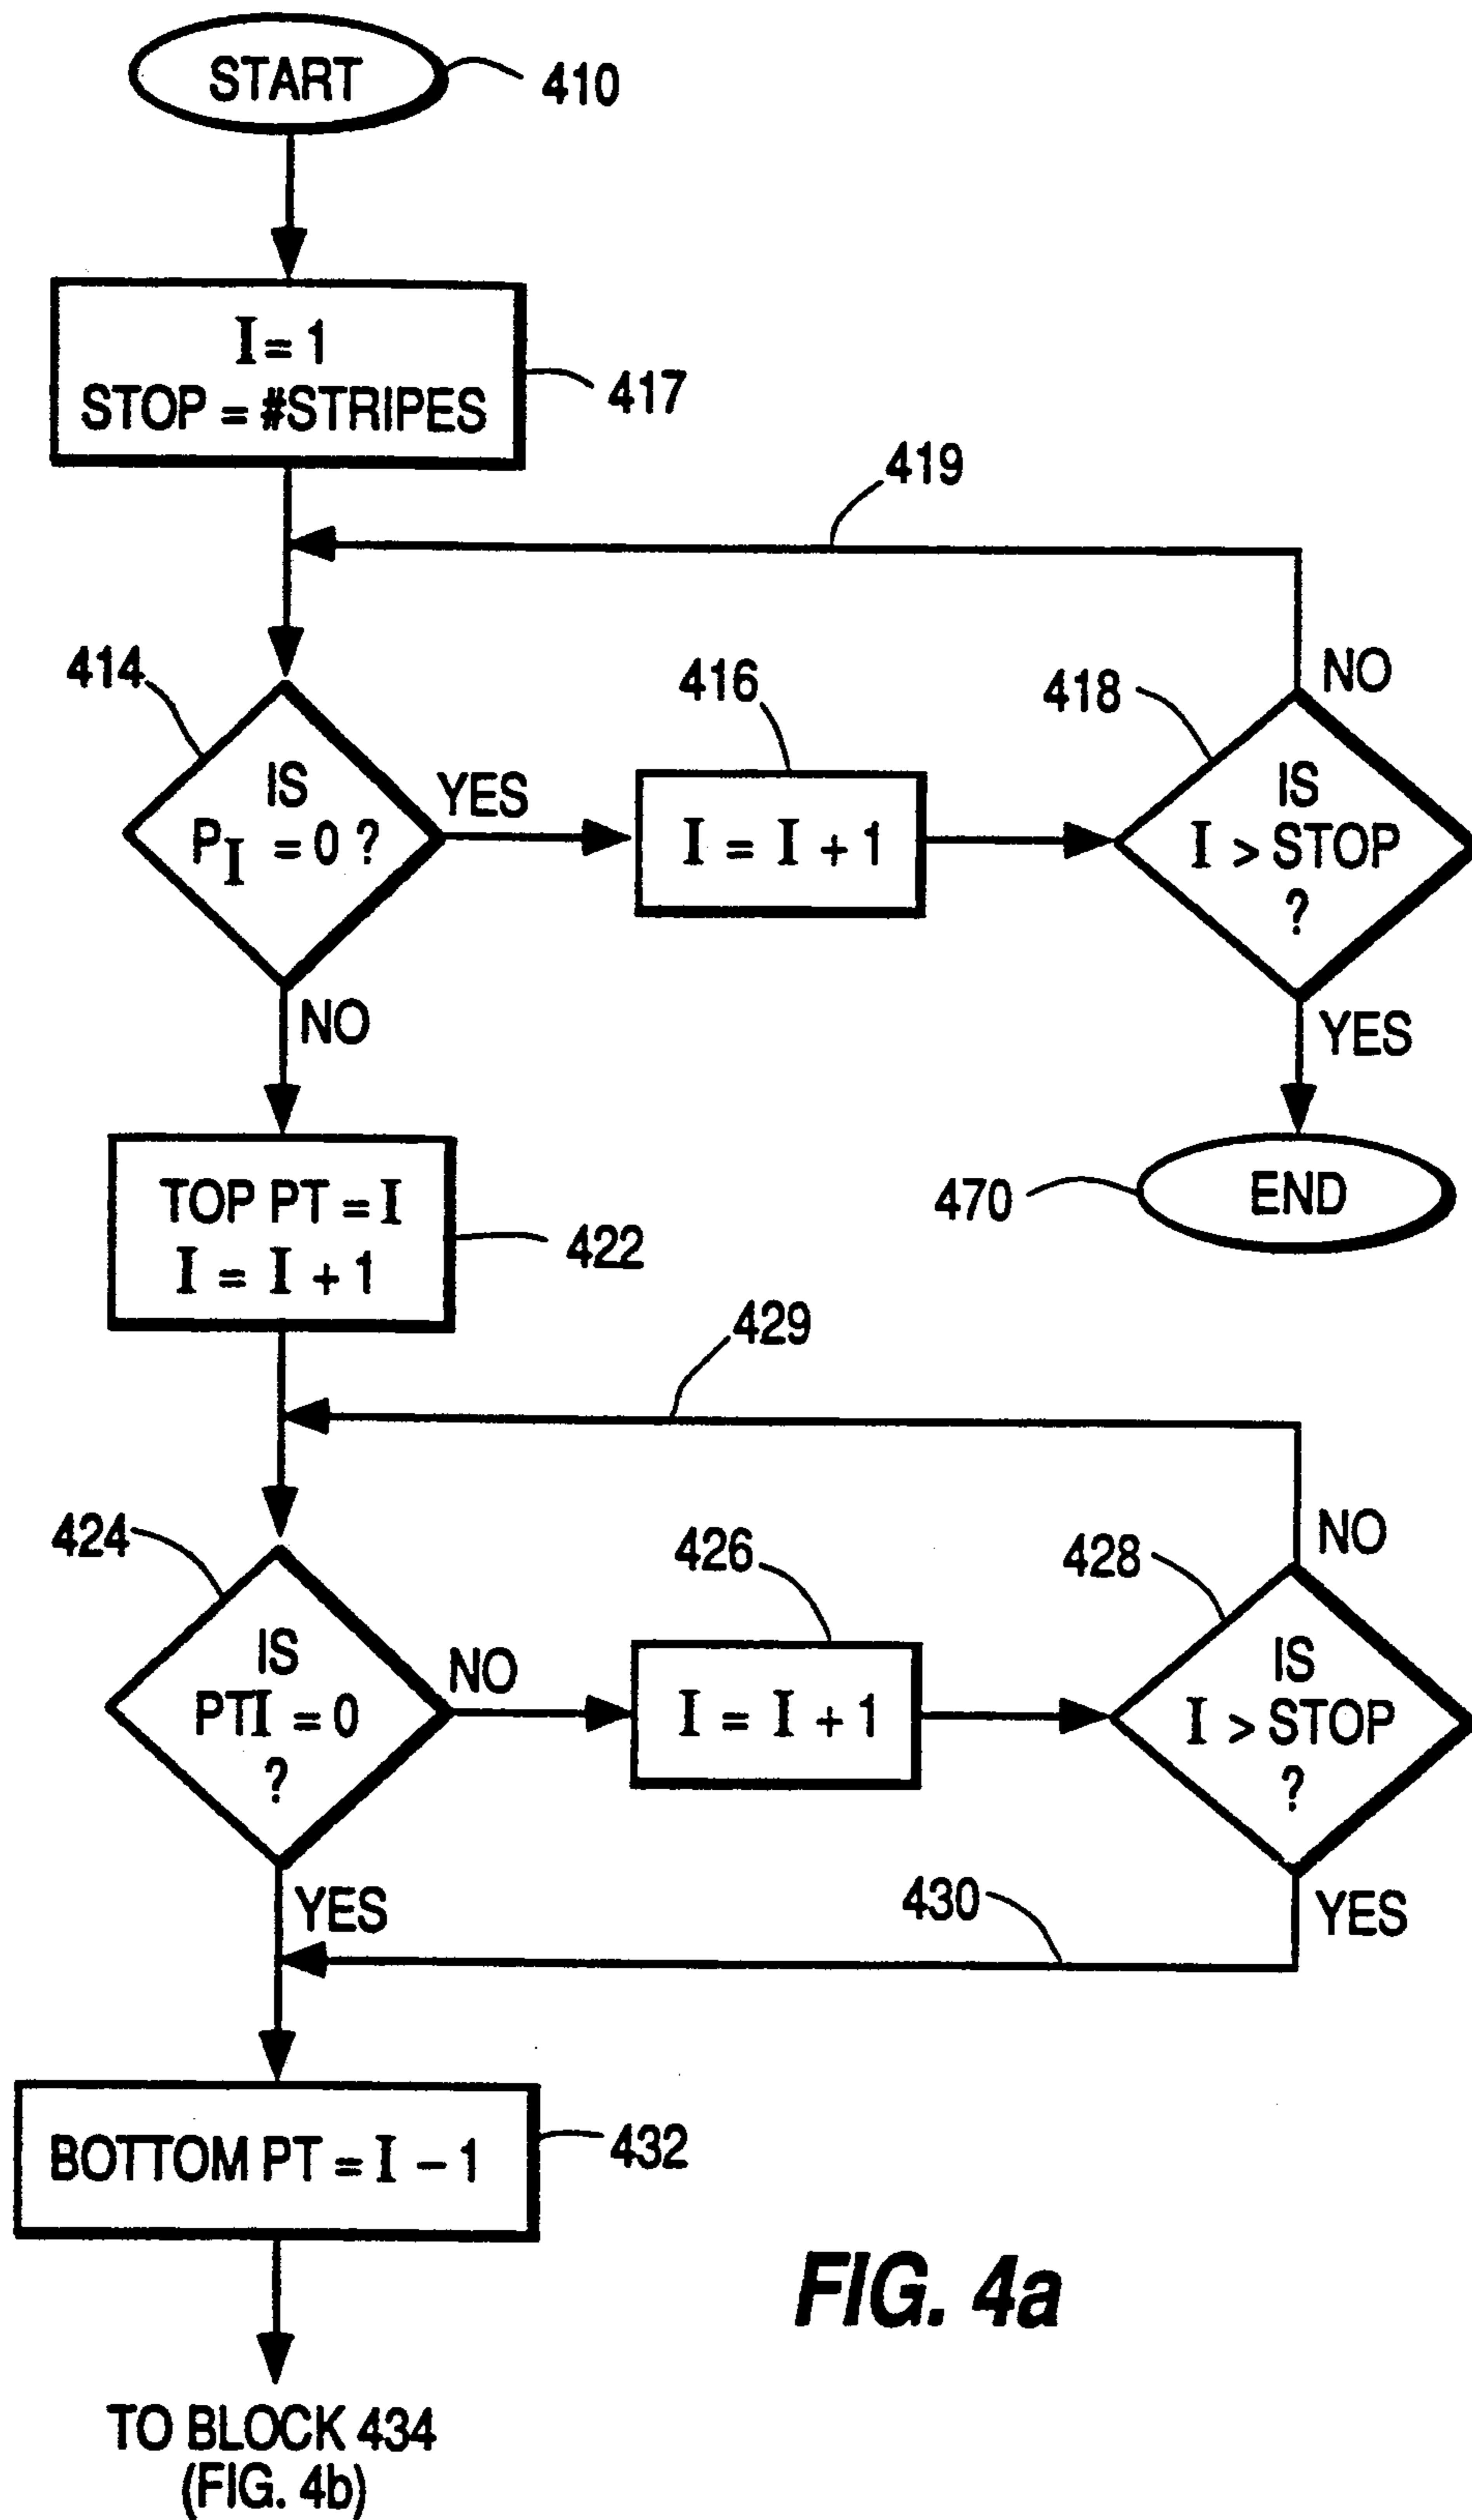 START
410
I = 1
STOP = #STRIPES
417
419
414
IS
P_I = 0 ?
YES
NO
416
I = I + 1
418
IS
I > STOP
?
NO
YES
TOP PT = I
I = I + 1
422
470
END
429
424
IS
PTI = 0
?
NO
YES
426
I = I + 1
428
IS
I > STOP
?
NO
YES
430
BOTTOM PT = I - 1
432
FIG. 4a
TO BLOCK 434
(FIG. 4b)